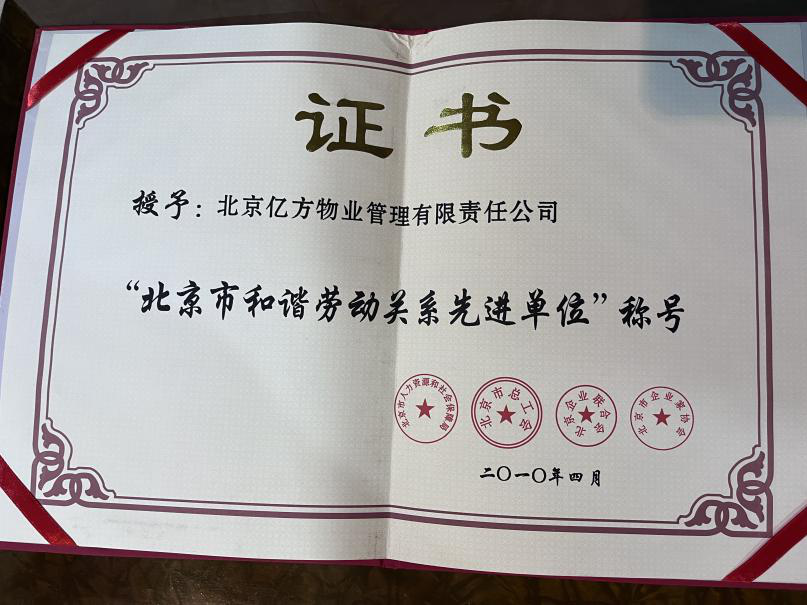 证书
授予：北京亿方物业管理有限责任公司
“北京市和谐劳动关系先进单位”称号
北京市人力资源和社会保障局
北京市总工会
北京企业联合会
北京市企业家协会
二〇一〇年四月